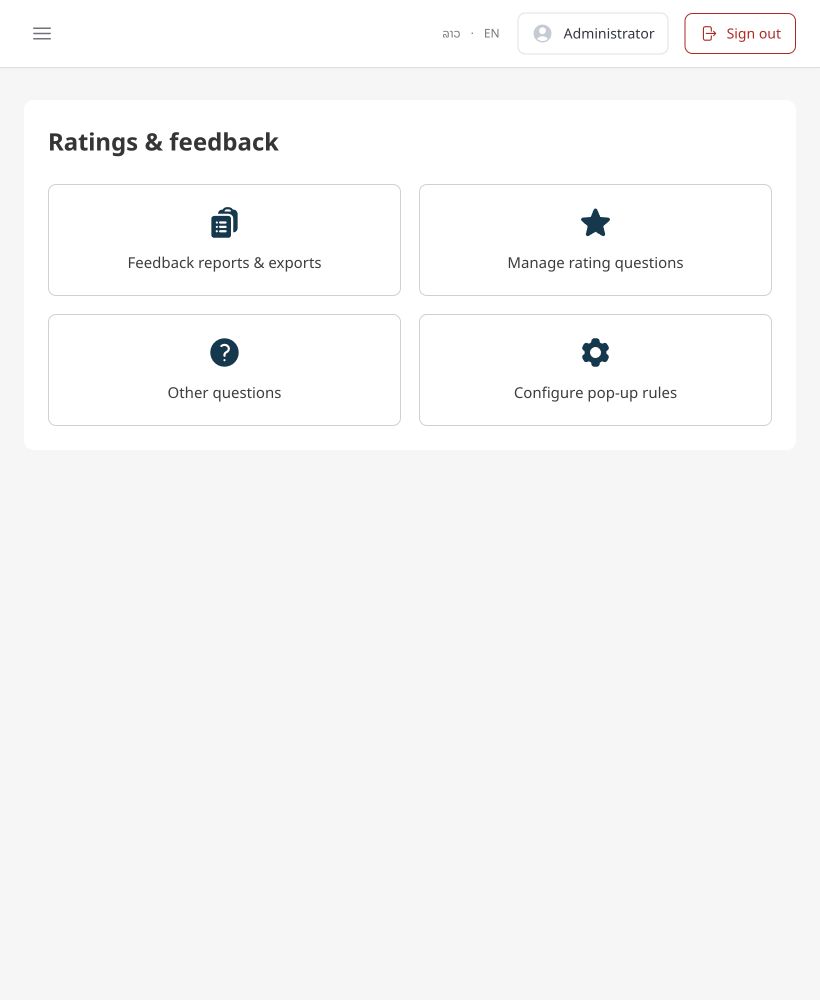 ລາວ · EN
Administrator
Sign out
Ratings & feedback
Feedback reports & exports
Manage rating questions
Other questions
Configure pop-up rules